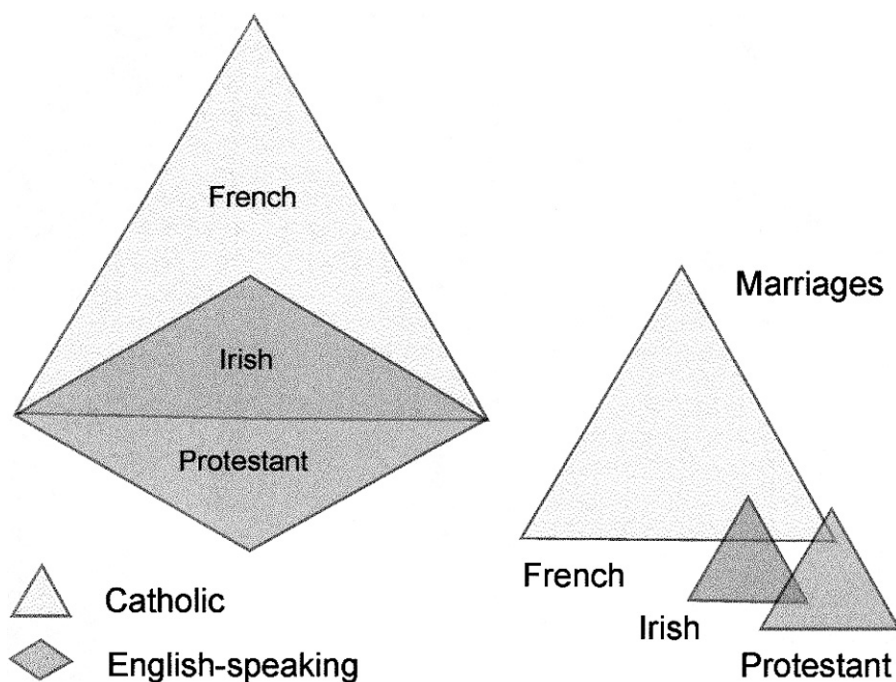 French
Irish
Protestant
Catholic
English-speaking
Marriages
French
Irish
Protestant